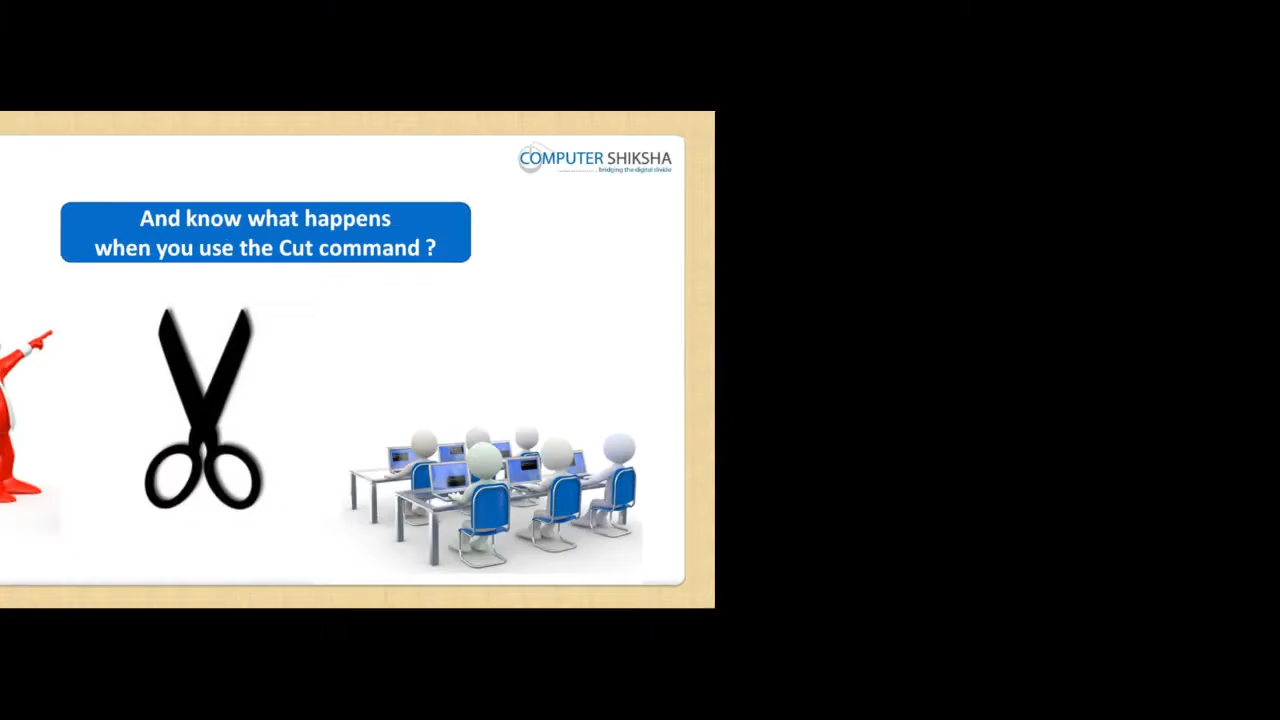 COMPUTER SHIKSHA
bridging the digital divide
And know what happens
when you use the Cut command ?